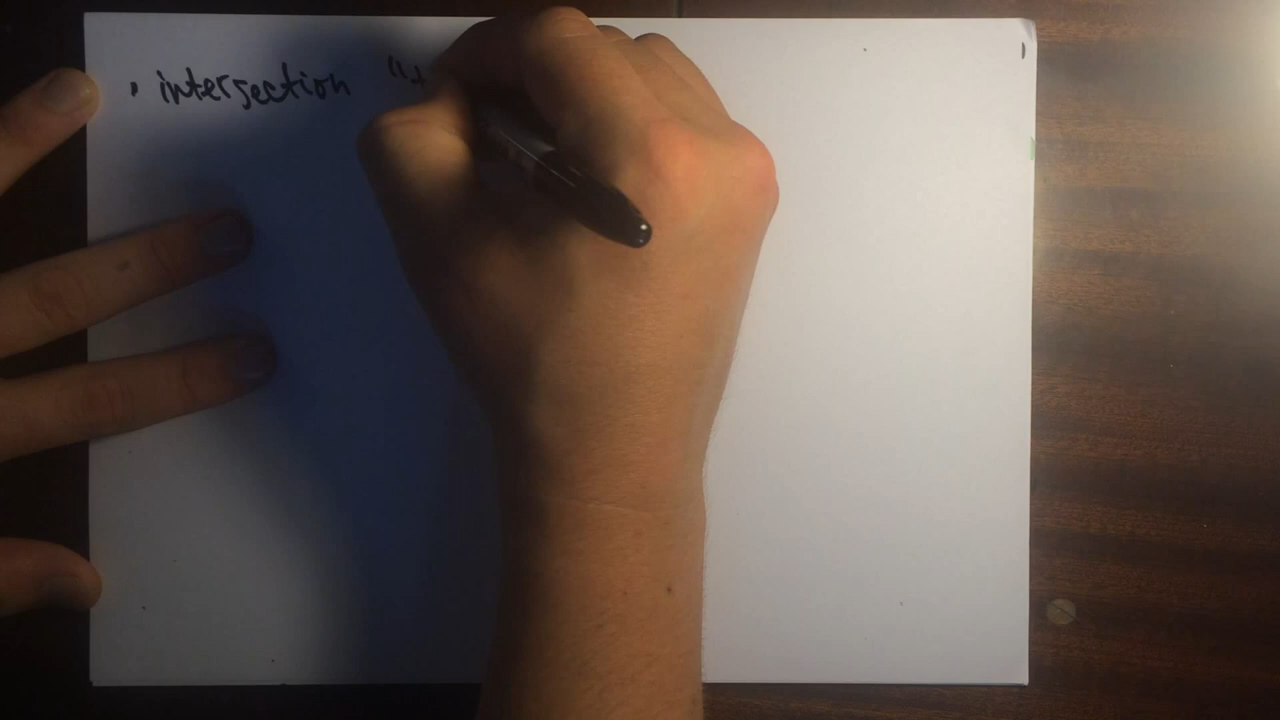 • intersection "t